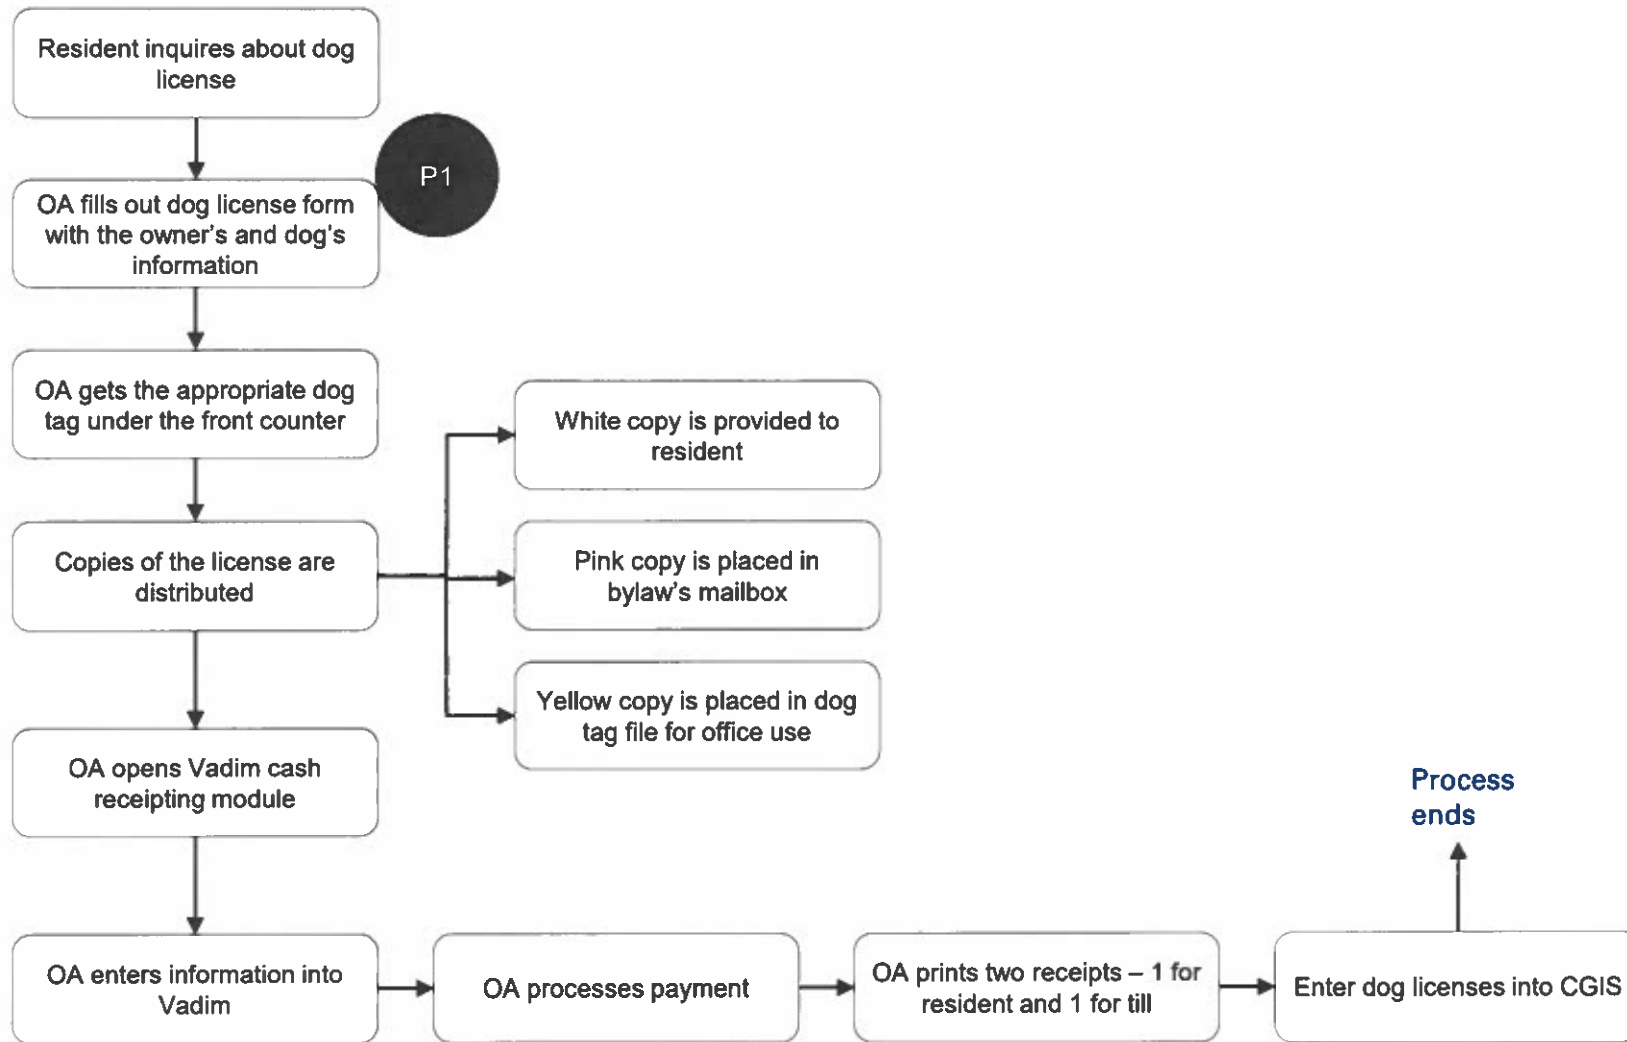 Resident inquires about dog
license
P1
OA fills out dog license form
with the owner's and dog's
information
OA gets the appropriate dog
tag under the front counter
White copy is provided to
resident
Copies of the license are
distributed
Pink copy is placed in
bylaw's mailbox
Yellow copy is placed in dog
tag file for office use
OA opens Vadim cash
receipting module
Process
ends
OA enters information into
Vadim
OA processes payment
OA prints two receipts – 1 for
resident and 1 for till
Enter dog licenses into CGIS